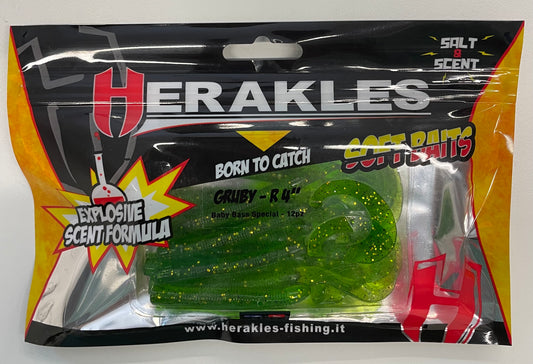 SALT
&
SCENT
HERAKLES
BORN TO CATCH
SOFT BAITS
GRUBY - R 4"
Baby Bass Special - 12pz
EXPLOSIVE
SCENT FORMULA
www.herakles-fishing.it